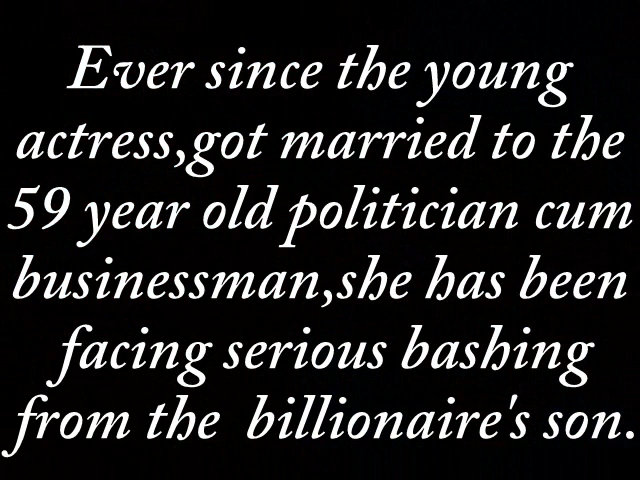 Ever since the young
actress,got married to the
59 year old politician cum
businessman,she has been
facing serious bashing
from the  billionaire's son.